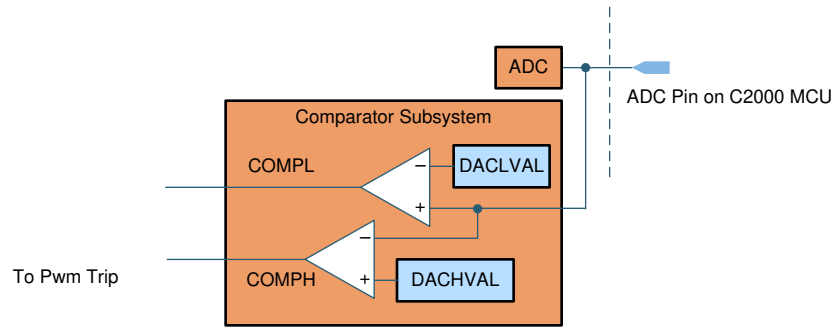 ADC
ADC Pin on C2000 MCU
Comparator Subsystem
COMPL
−
DACLVAL
+
−
To Pwm Trip
COMPH
+
DACHVAL